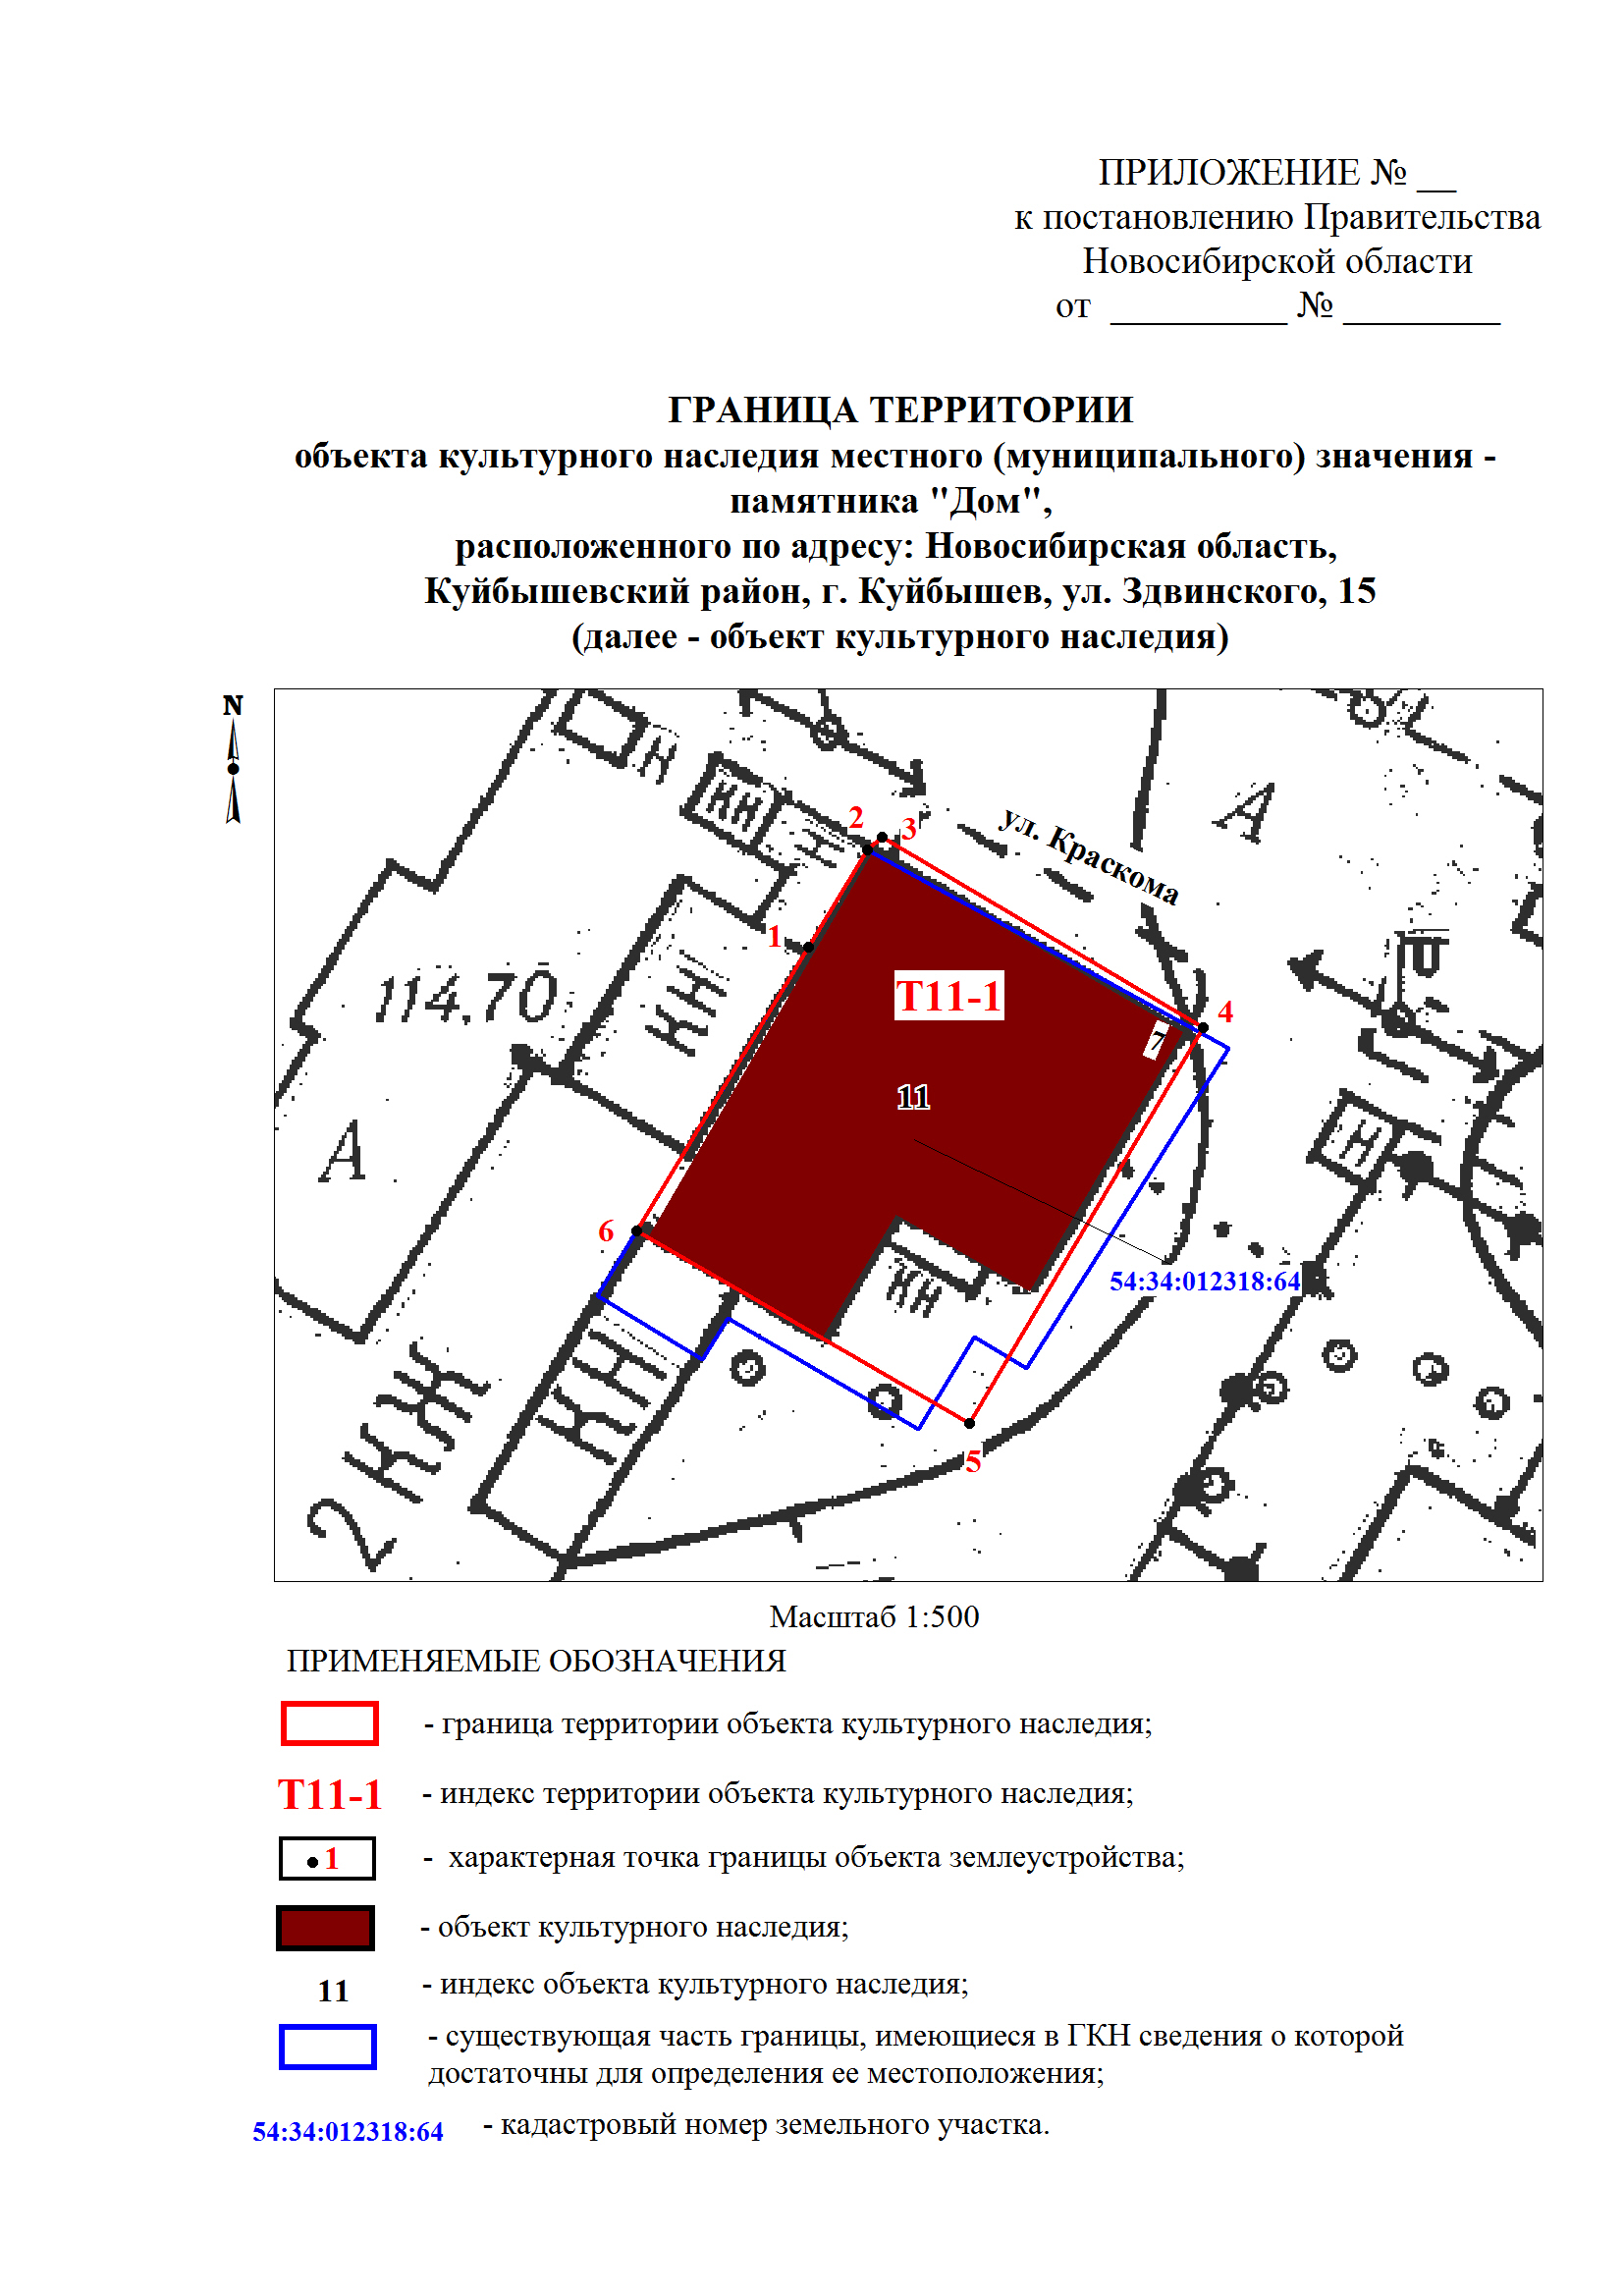 ПРИЛОЖЕНИЕ № __
к постановлению Правительства
Новосибирской области
от _________ № ________
ГРАНИЦА ТЕРРИТОРИИ
объекта культурного наследия местного (муниципального) значения -
памятника "Дом",
расположенного по адресу: Новосибирская область,
Куйбышевский район, г. Куйбышев, ул. Здвинского, 15
(далее - объект культурного наследия)
N
Н
КН
Н
2
3
ул. Краскома
А
1
114,70
КН
Т11-1
4
7
11
А
Н
6
КН
54:34:012318:64
КН
2 КЖ
5
Масштаб 1:500
ПРИМЕНЯЕМЫЕ ОБОЗНАЧЕНИЯ
- граница территории объекта культурного наследия;
Т11-1 - индекс территории объекта культурного наследия;
1 - характерная точка границы объекта землеустройства;
- объект культурного наследия;
11 - индекс объекта культурного наследия;
- существующая часть границы, имеющиеся в ГКН сведения о которой
достаточны для определения ее местоположения;
54:34:012318:64 - кадастровый номер земельного участка.